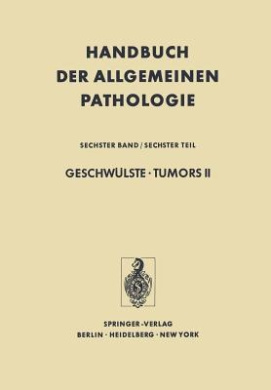 HANDBUCH
DER ALLGEMEINEN
PATHOLOGIE
SECHSTER BAND / SECHSTER TEIL
GESCHWÜLSTE · TUMORS II
SPRINGER-VERLAG
BERLIN · HEIDELBERG · NEW YORK